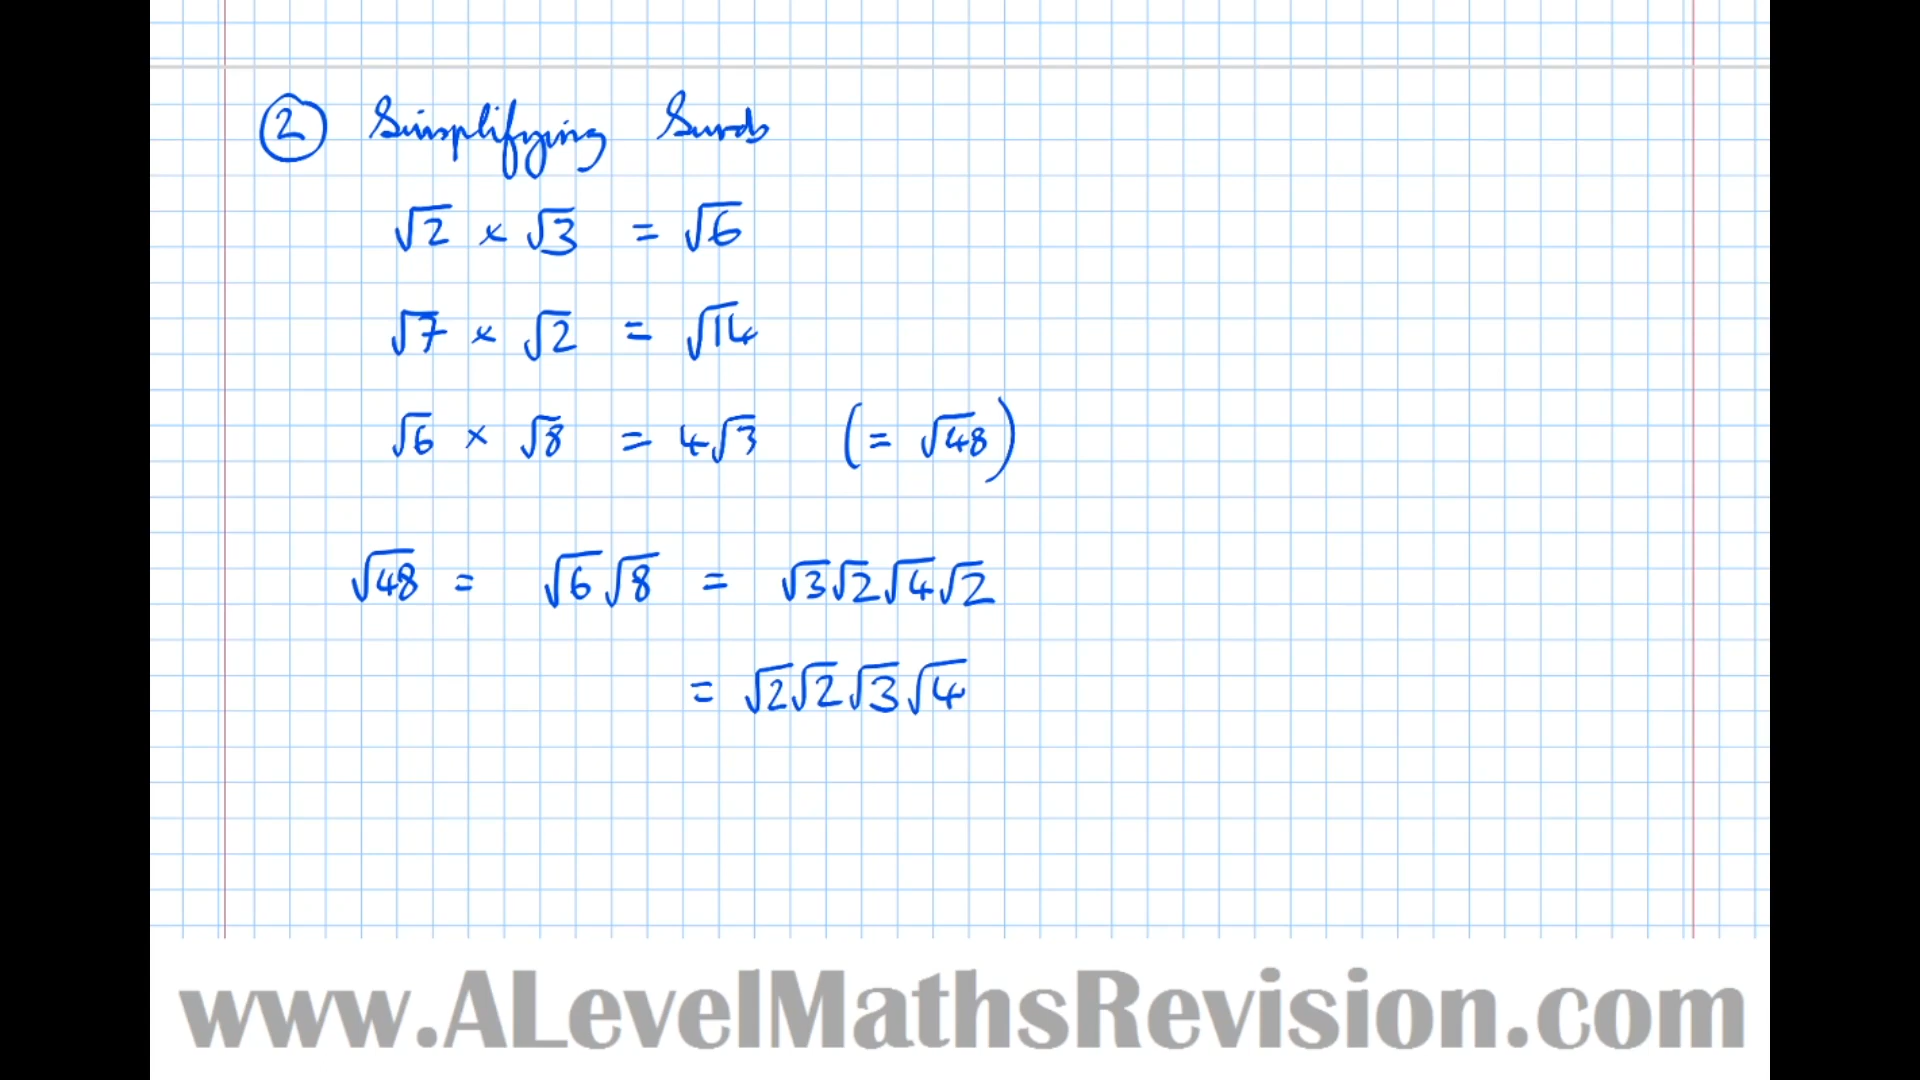 ② Simplifying Surds
√2 × √3 = √6
√7 × √2 = √14
√6 × √8 = 4√3 (= √48)
√48 = √6√8 = √3√2√4√2
= √2√2√3√4
www.ALevelMathsRevision.com